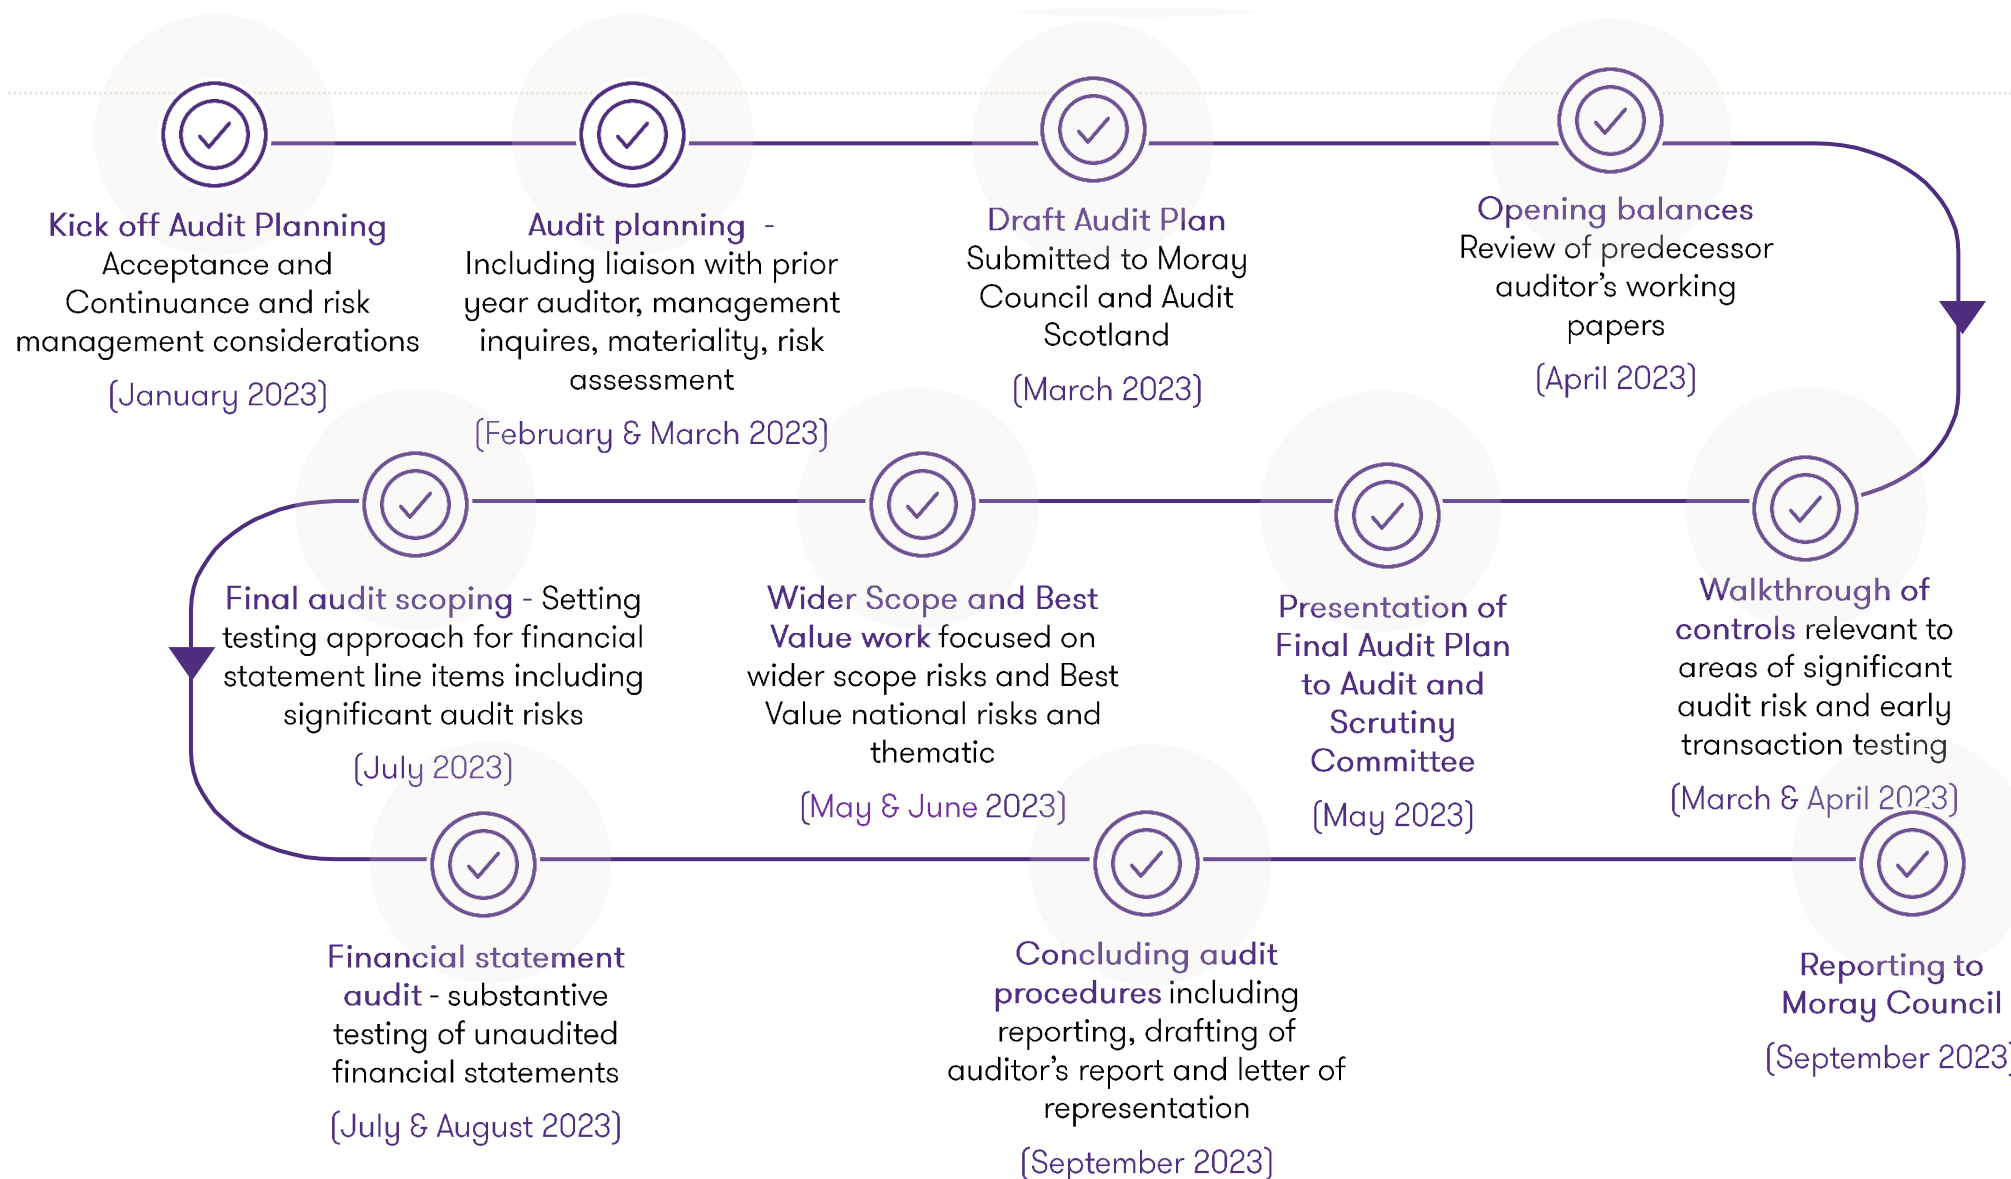 Kick off Audit Planning
Acceptance and
Continuance and risk
management considerations
(January 2023)
Audit planning -
Including liaison with prior
year auditor, management
inquires, materiality, risk
assessment
(February & March 2023)
Draft Audit Plan
Submitted to Moray
Council and Audit
Scotland
(March 2023)
Opening balances
Review of predecessor
auditor’s working
papers
(April 2023)
Walkthrough of
controls relevant to
areas of significant
audit risk and early
transaction testing
(March & April 2023)
Presentation of
Final Audit Plan
to Audit and
Scrutiny
Committee
(May 2023)
Wider Scope and Best
Value work focused on
wider scope risks and Best
Value national risks and
thematic
(May & June 2023)
Final audit scoping - Setting
testing approach for financial
statement line items including
significant audit risks
(July 2023)
Financial statement
audit - substantive
testing of unaudited
financial statements
(July & August 2023)
Concluding audit
procedures including
reporting, drafting of
auditor’s report and letter of
representation
(September 2023)
Reporting to
Moray Council
(September 2023)